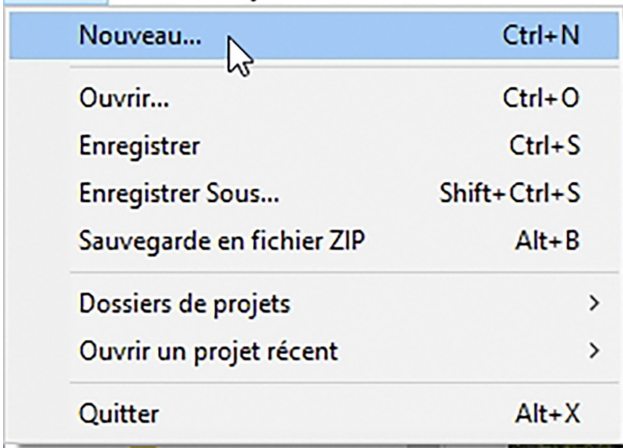 Nouveau... Ctrl+N
Ouvrir... Ctrl+O
Enregistrer Ctrl+S
Enregistrer Sous... Shift+Ctrl+S
Sauvegarde en fichier ZIP Alt+B
Dossiers de projets >
Ouvrir un projet récent >
Quitter Alt+X